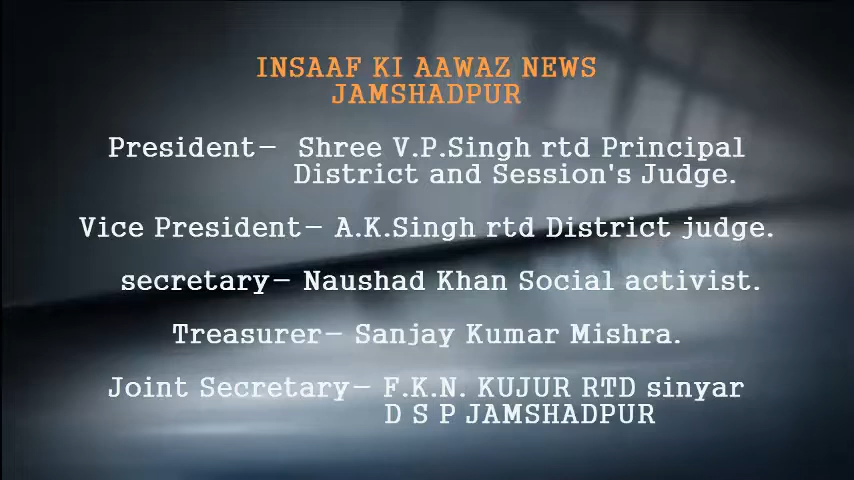 INSAAF KI AAWAZ NEWS
JAMSHADPUR
President- Shree V.P.Singh rtd Principal
District and Session's Judge.
Vice President- A.K.Singh rtd District judge.
secretary- Naushad Khan Social activist.
Treasurer- Sanjay Kumar Mishra.
Joint Secretary- F.K.N. KUJUR RTD sinyar
D S P JAMSHADPUR